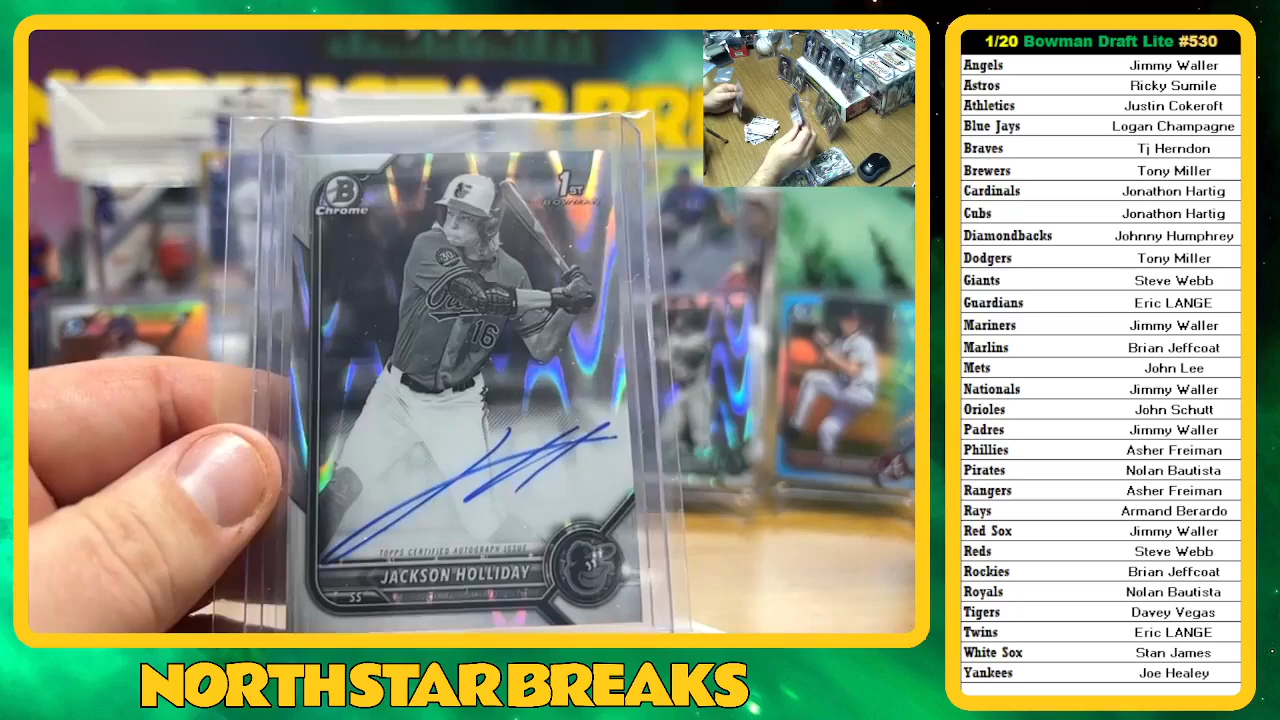 NORTHSTAR BREA
B
Chrome
1ST
BOWMAN
30
16
TOPPS CERTIFIED AUTOGRAPH ISSUE
JACKSON HOLLIDAY
SS
NORTHSTAR BREAKS
1/20 Bowman Draft Lite #530
Angels Jimmy Waller
Astros Ricky Sumile
Athletics Justin Cokeroft
Blue Jays Logan Champagne
Braves Tj Herndon
Brewers Tony Miller
Cardinals Jonathon Hartig
Cubs Jonathon Hartig
Diamondbacks Johnny Humphrey
Dodgers Tony Miller
Giants Steve Webb
Guardians Eric LANGE
Mariners Jimmy Waller
Marlins Brian Jeffcoat
Mets John Lee
Nationals Jimmy Waller
Orioles John Schutt
Padres Jimmy Waller
Phillies Asher Freiman
Pirates Nolan Bautista
Rangers Asher Freiman
Rays Armand Berardo
Red Sox Jimmy Waller
Reds Steve Webb
Rockies Brian Jeffcoat
Royals Nolan Bautista
Tigers Davey Vegas
Twins Eric LANGE
White Sox Stan James
Yankees Joe Healey